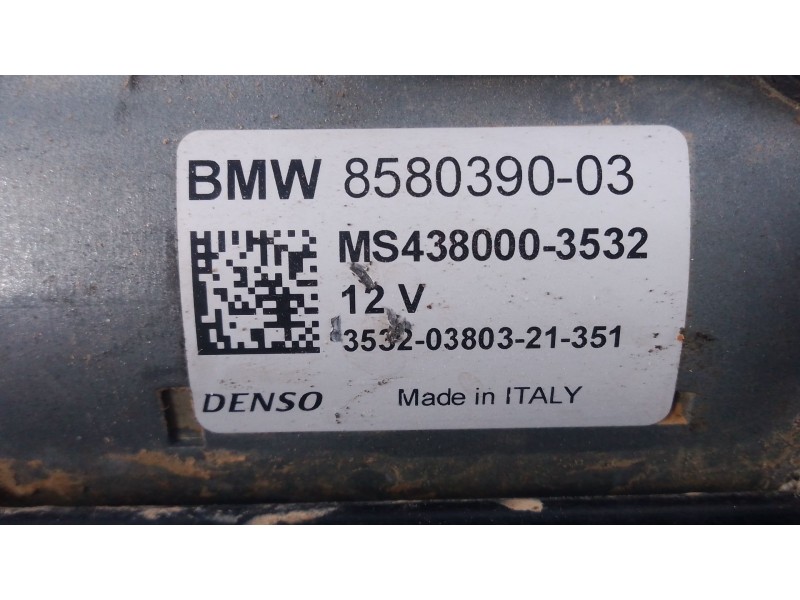 BMW 8580390-03
MS438000-3532
12 V
3532-03803-21-351
DENSO Made in ITALY